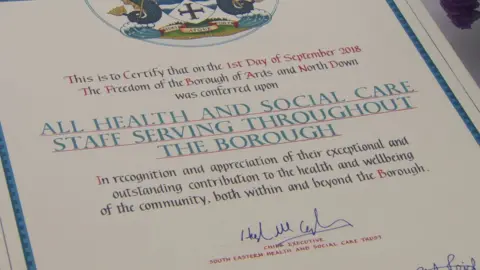 This is to Certify that on the 1st Day of September 2018
The Freedom of the Borough of Ards and North Down
was conferred upon
ALL HEALTH AND SOCIAL CARE
STAFF SERVING THROUGHOUT
THE BOROUGH
In recognition and appreciation of their exceptional and
outstanding contribution to the health and wellbeing
of the community, both within and beyond the Borough.
CHIEF EXECUTIVE
SOUTH EASTERN HEALTH AND SOCIAL CARE TRUST